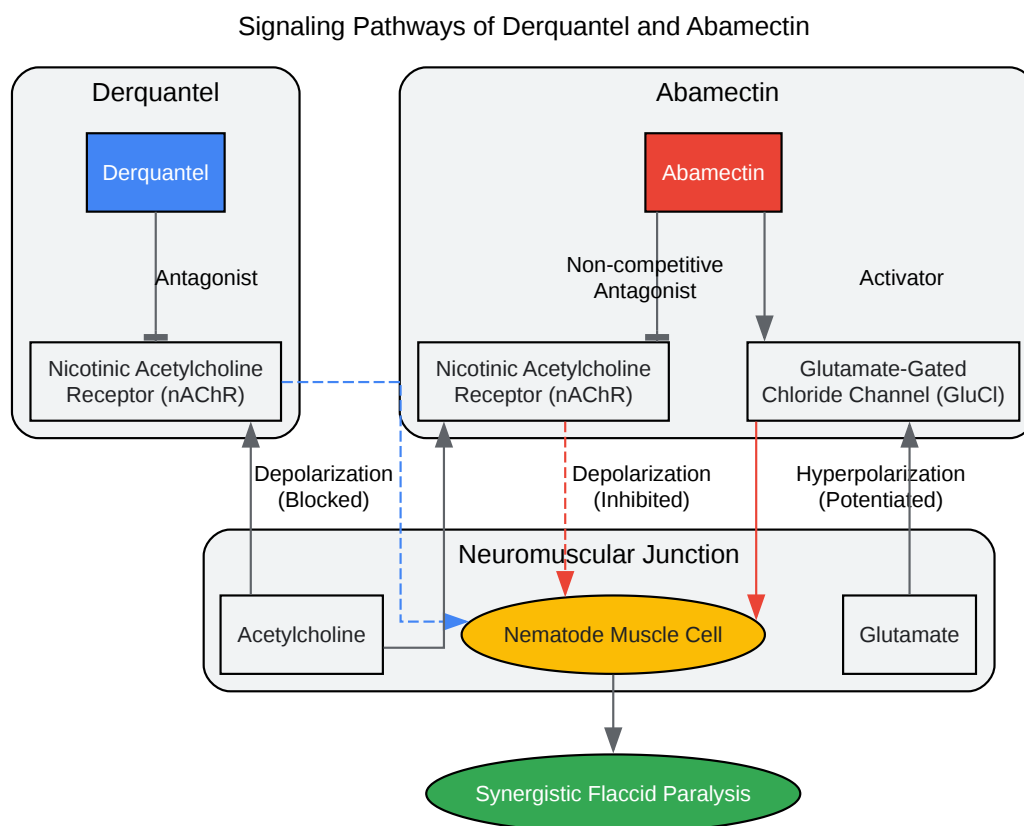 Signaling Pathways of Derquantel and Abamectin
Derquantel
Abamectin
Derquantel
Abamectin
Antagonist
Non-competitive
Antagonist
Activator
Nicotinic Acetylcholine
Receptor (nAChR)
Nicotinic Acetylcholine
Receptor (nAChR)
Glutamate-Gated
Chloride Channel (GluCl)
Depolarization
(Blocked)
Depolarization
(Inhibited)
Hyperpolarization
(Potentiated)
Neuromuscular Junction
Acetylcholine
Nematode Muscle Cell
Glutamate
Synergistic Flaccid Paralysis